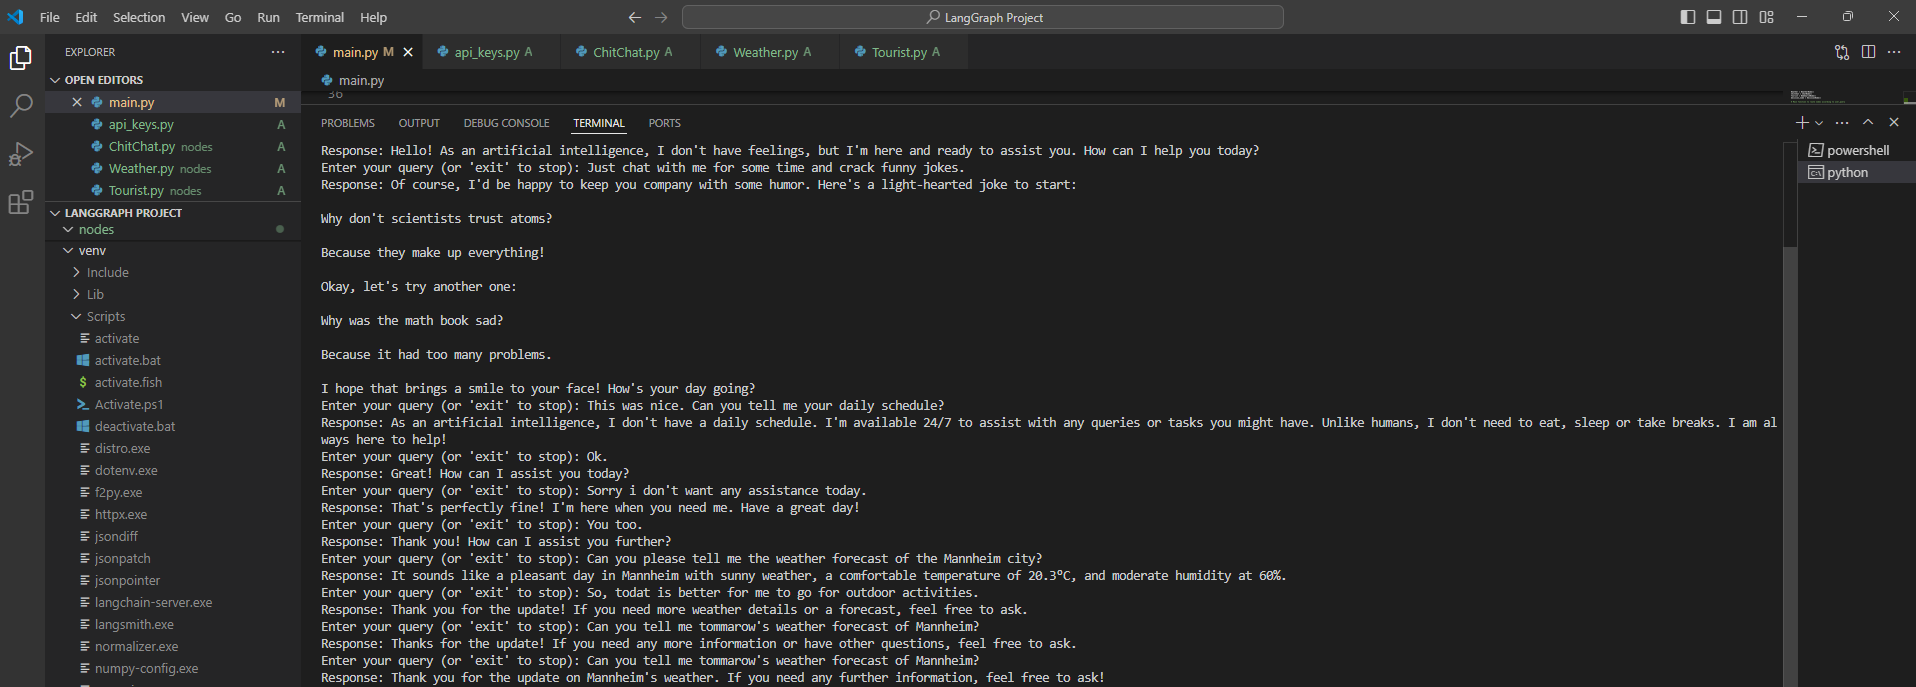 File Edit Selection View Go Run Terminal Help
LangGraph Project
EXPLORER
OPEN EDITORS
main.py M
api_keys.py A
ChitChat.py nodes A
Weather.py nodes A
Tourist.py nodes A
LANGGRAPH PROJECT
nodes
venv
Include
Lib
Scripts
activate
activate.bat
activate.fish
Activate.ps1
deactivate.bat
distro.exe
dotenv.exe
f2py.exe
httpx.exe
jsondiff
jsonpatch
jsonpointer
langchain-server.exe
langsmith.exe
normalizer.exe
numpy-config.exe
main.py M api_keys.py A ChitChat.py A Weather.py A Tourist.py A
main.py
36
PROBLEMS OUTPUT DEBUG CONSOLE TERMINAL PORTS
Response: Hello! As an artificial intelligence, I don't have feelings, but I'm here and ready to assist you. How can I help you today?
Enter your query (or 'exit' to stop): Just chat with me for some time and crack funny jokes.
Response: Of course, I'd be happy to keep you company with some humor. Here's a light-hearted joke to start:
Why don't scientists trust atoms?
Because they make up everything!
Okay, let's try another one:
Why was the math book sad?
Because it had too many problems.
I hope that brings a smile to your face! How's your day going?
Enter your query (or 'exit' to stop): This was nice. Can you tell me your daily schedule?
Response: As an artificial intelligence, I don't have a daily schedule. I'm available 24/7 to assist with any queries or tasks you might have. Unlike humans, I don't need to eat, sleep or take breaks. I am al
ways here to help!
Enter your query (or 'exit' to stop): Ok.
Response: Great! How can I assist you today?
Enter your query (or 'exit' to stop): Sorry i don't want any assistance today.
Response: That's perfectly fine! I'm here when you need me. Have a great day!
Enter your query (or 'exit' to stop): You too.
Response: Thank you! How can I assist you further?
Enter your query (or 'exit' to stop): Can you please tell me the weather forecast of the Mannheim city?
Response: It sounds like a pleasant day in Mannheim with sunny weather, a comfortable temperature of 20.3°C, and moderate humidity at 60%.
Enter your query (or 'exit' to stop): So, todat is better for me to go for outdoor activities.
Response: Thank you for the update! If you need more weather details or a forecast, feel free to ask.
Enter your query (or 'exit' to stop): Can you tell me tommarow's weather forecast of Mannheim?
Response: Thanks for the update! If you need any more information or have other questions, feel free to ask.
Enter your query (or 'exit' to stop): Can you tell me tommarow's weather forecast of Mannheim?
Response: Thank you for the update on Mannheim's weather. If you need any further information, feel free to ask!
powershell
python